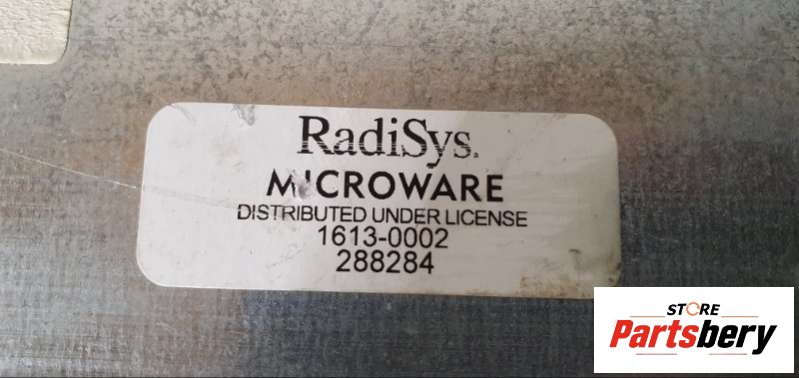 RadiSys.
MICROWARE
DISTRIBUTED UNDER LICENSE
1613-0002
288284
STORE
Partsbery